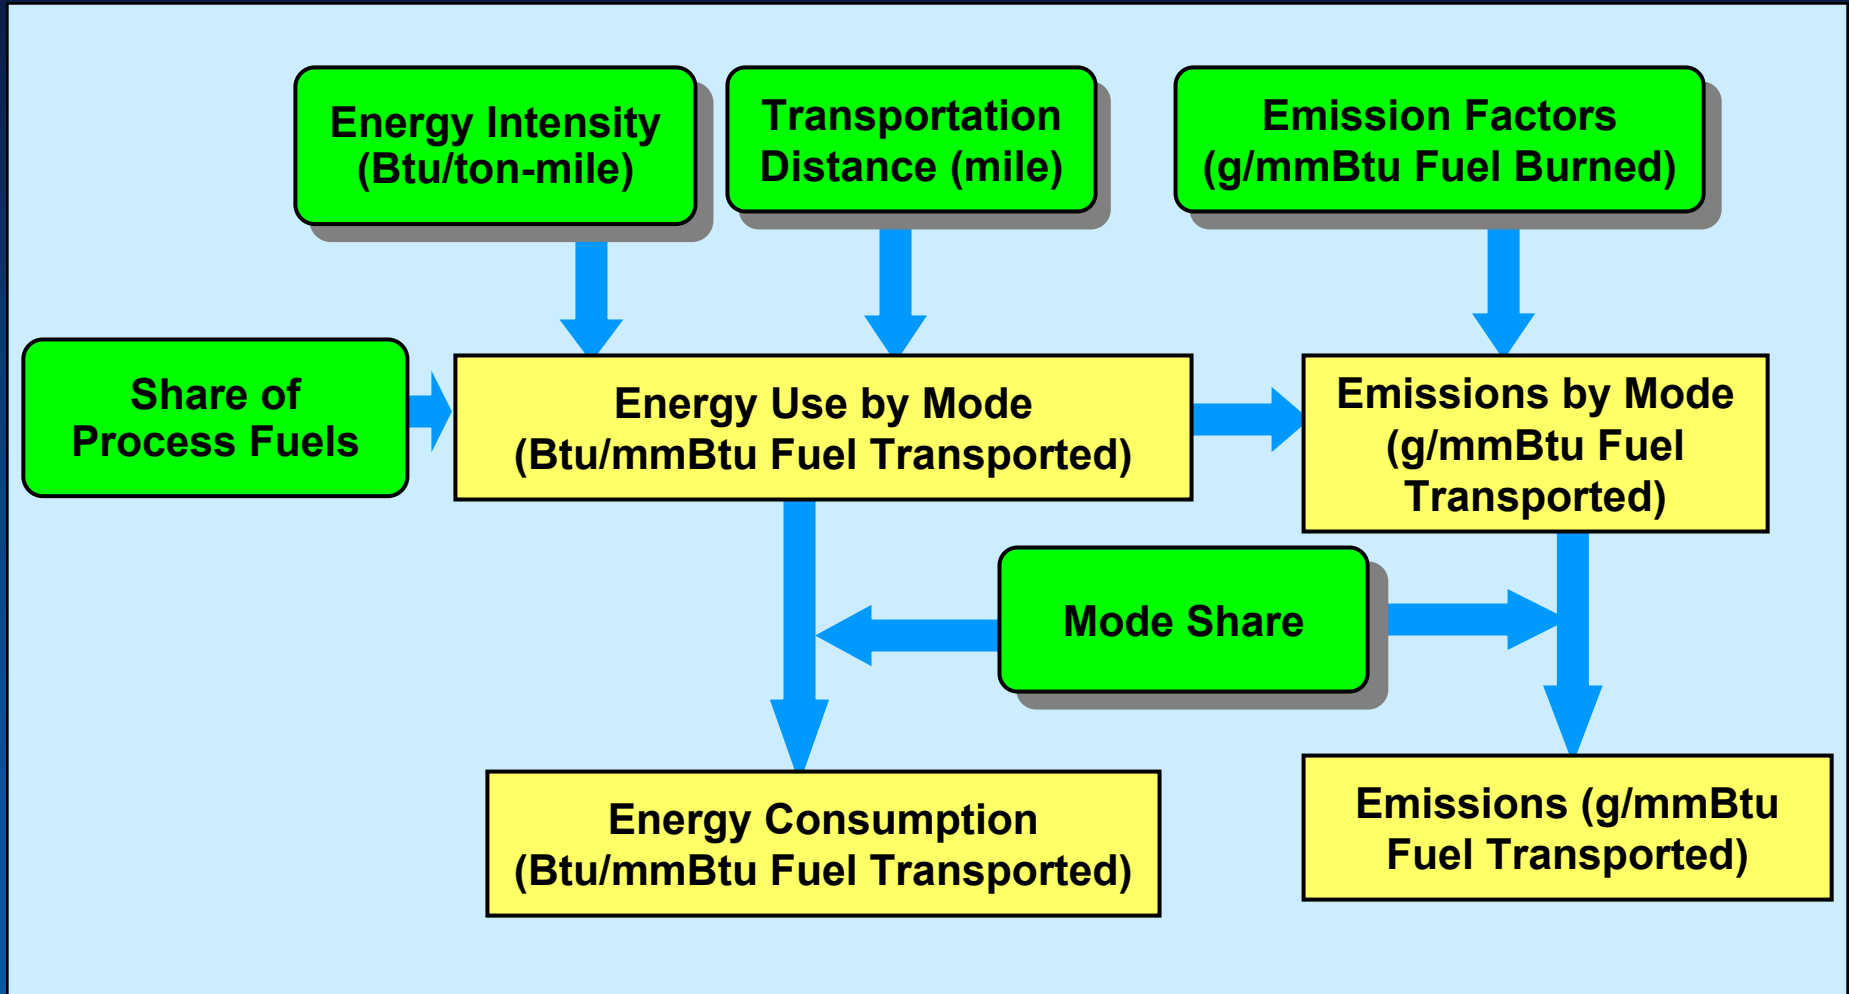 Energy Intensity
(Btu/ton-mile)
Transportation
Distance (mile)
Emission Factors
(g/mmBtu Fuel Burned)
Share of
Process Fuels
Energy Use by Mode
(Btu/mmBtu Fuel Transported)
Emissions by Mode
(g/mmBtu Fuel
Transported)
Mode Share
Energy Consumption
(Btu/mmBtu Fuel Transported)
Emissions (g/mmBtu
Fuel Transported)